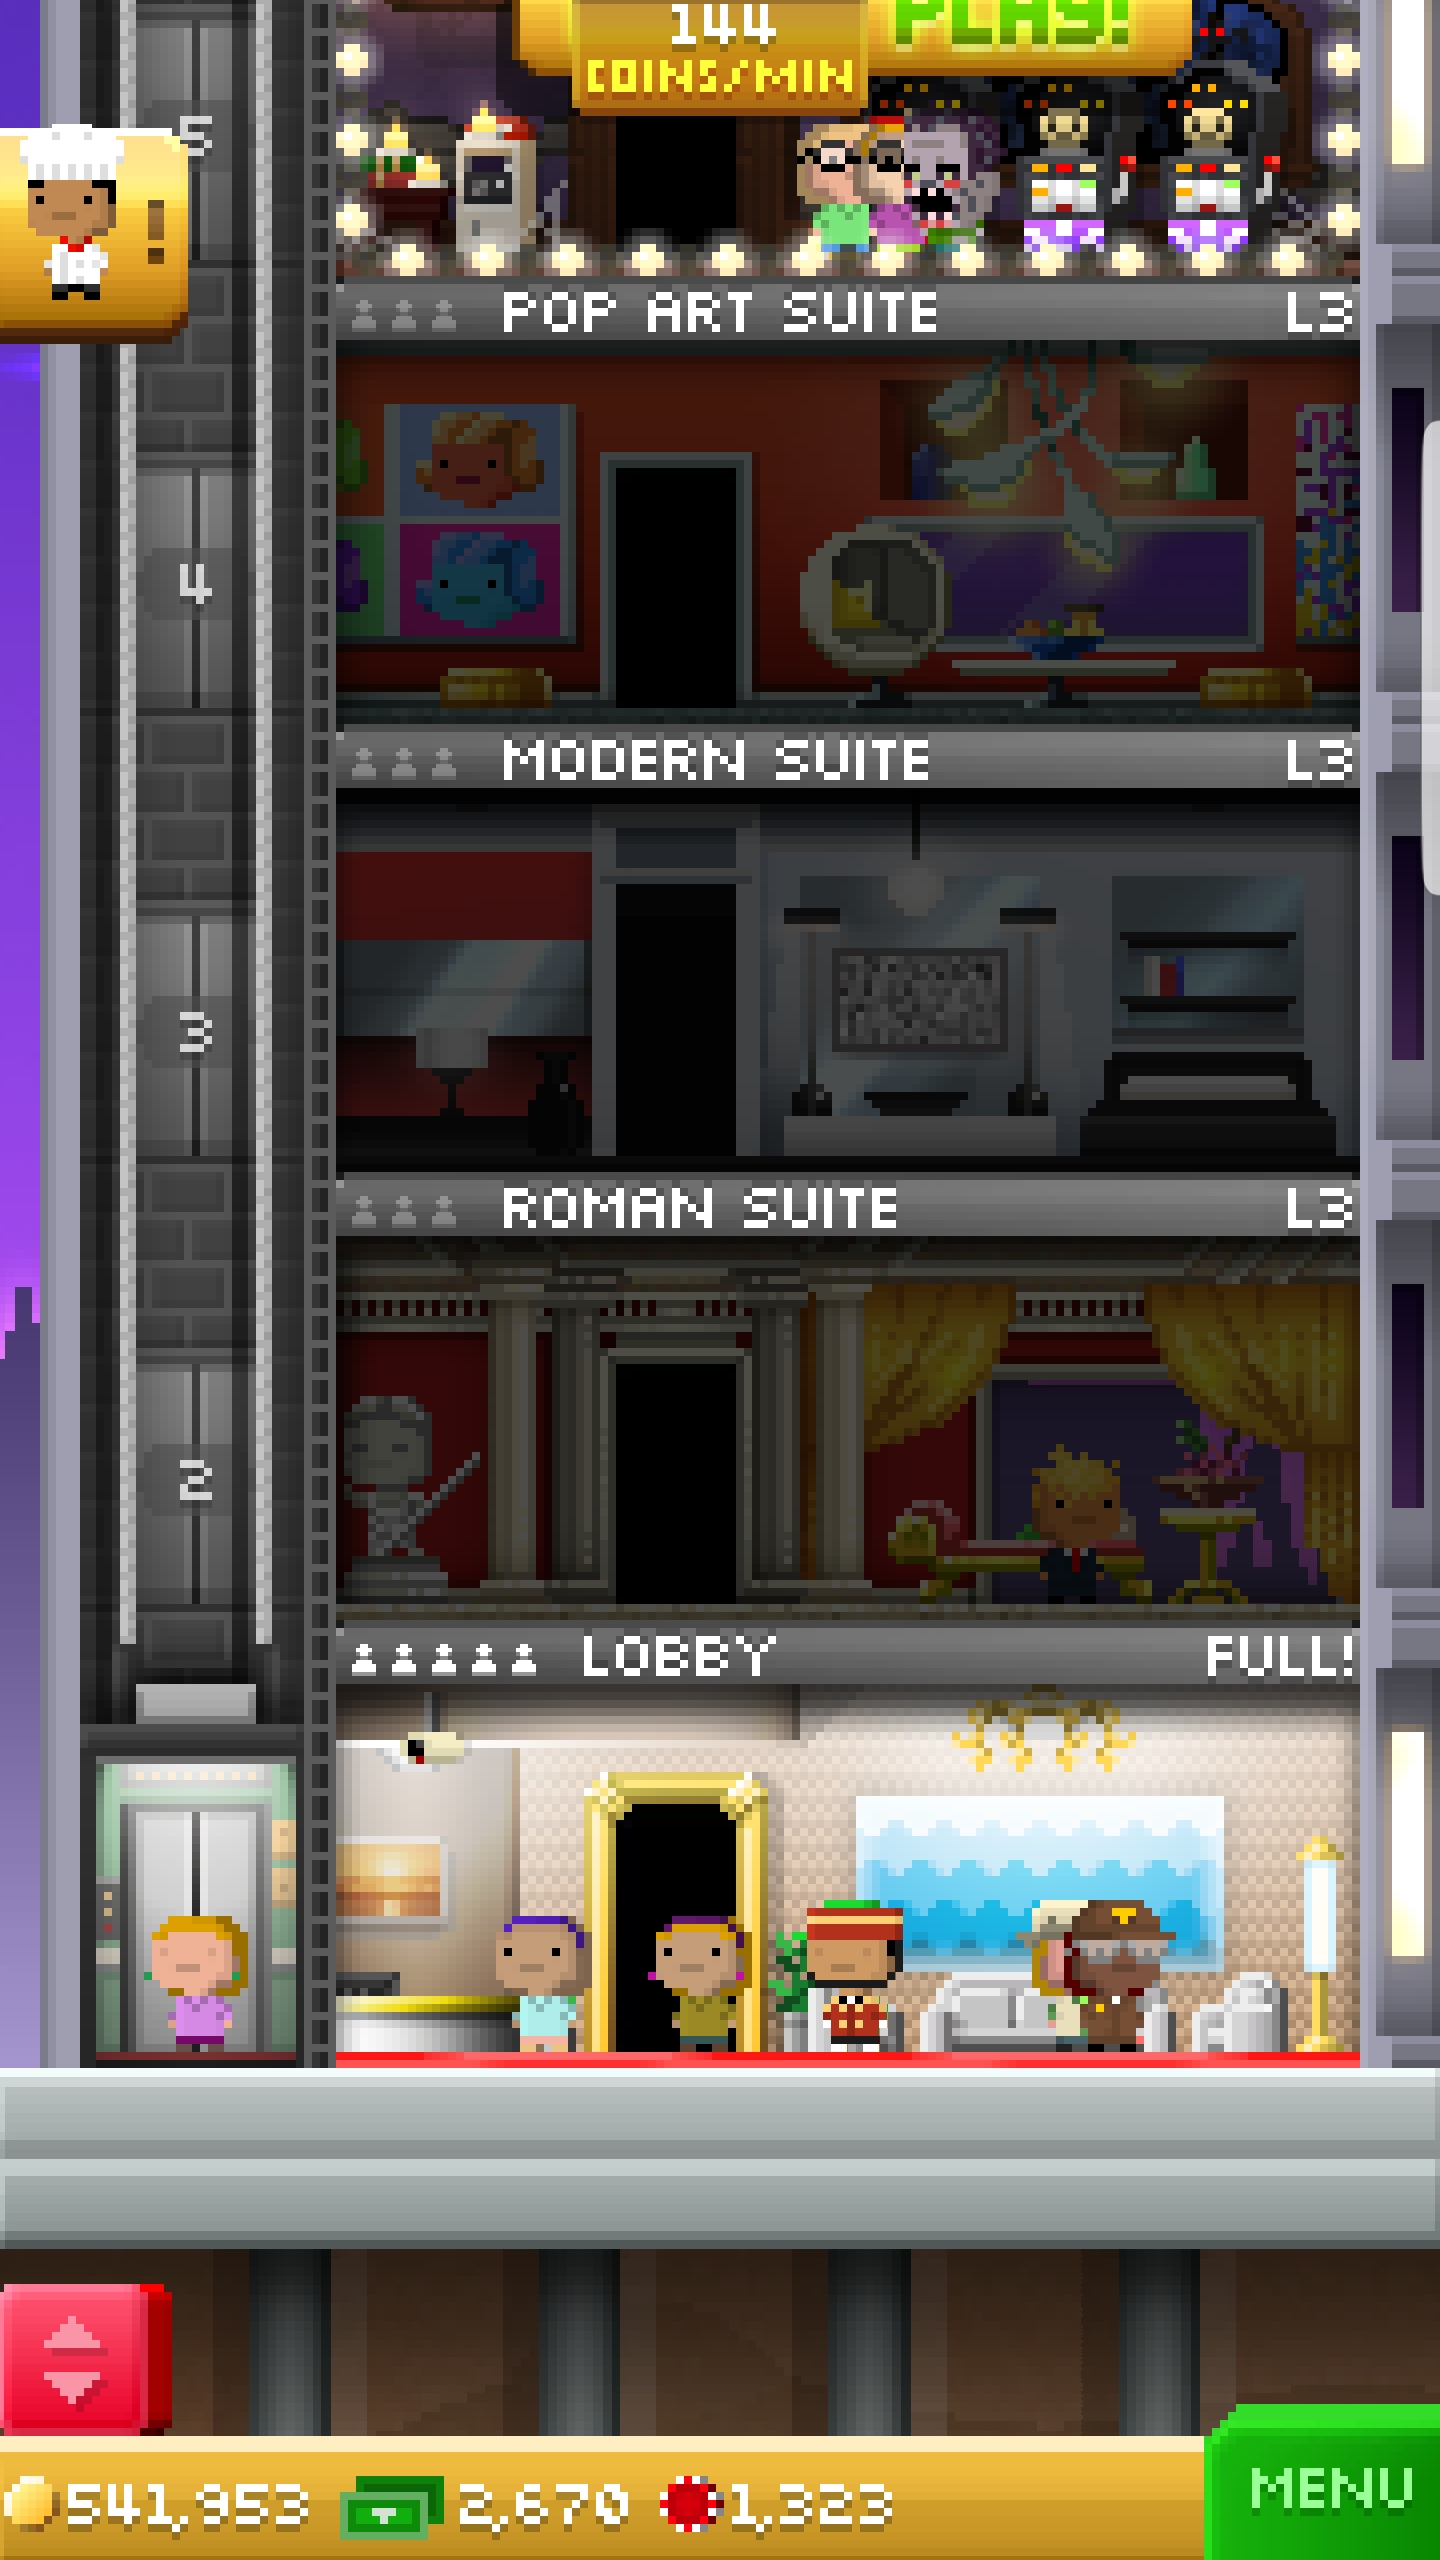 144
PLAY!
COINS/MIN
5
!
POP ART SUITE L3
4
MODERN SUITE L3
3
ROMAN SUITE L3
2
LOBBY FULL!
541,953 2,670 1,323
MENU